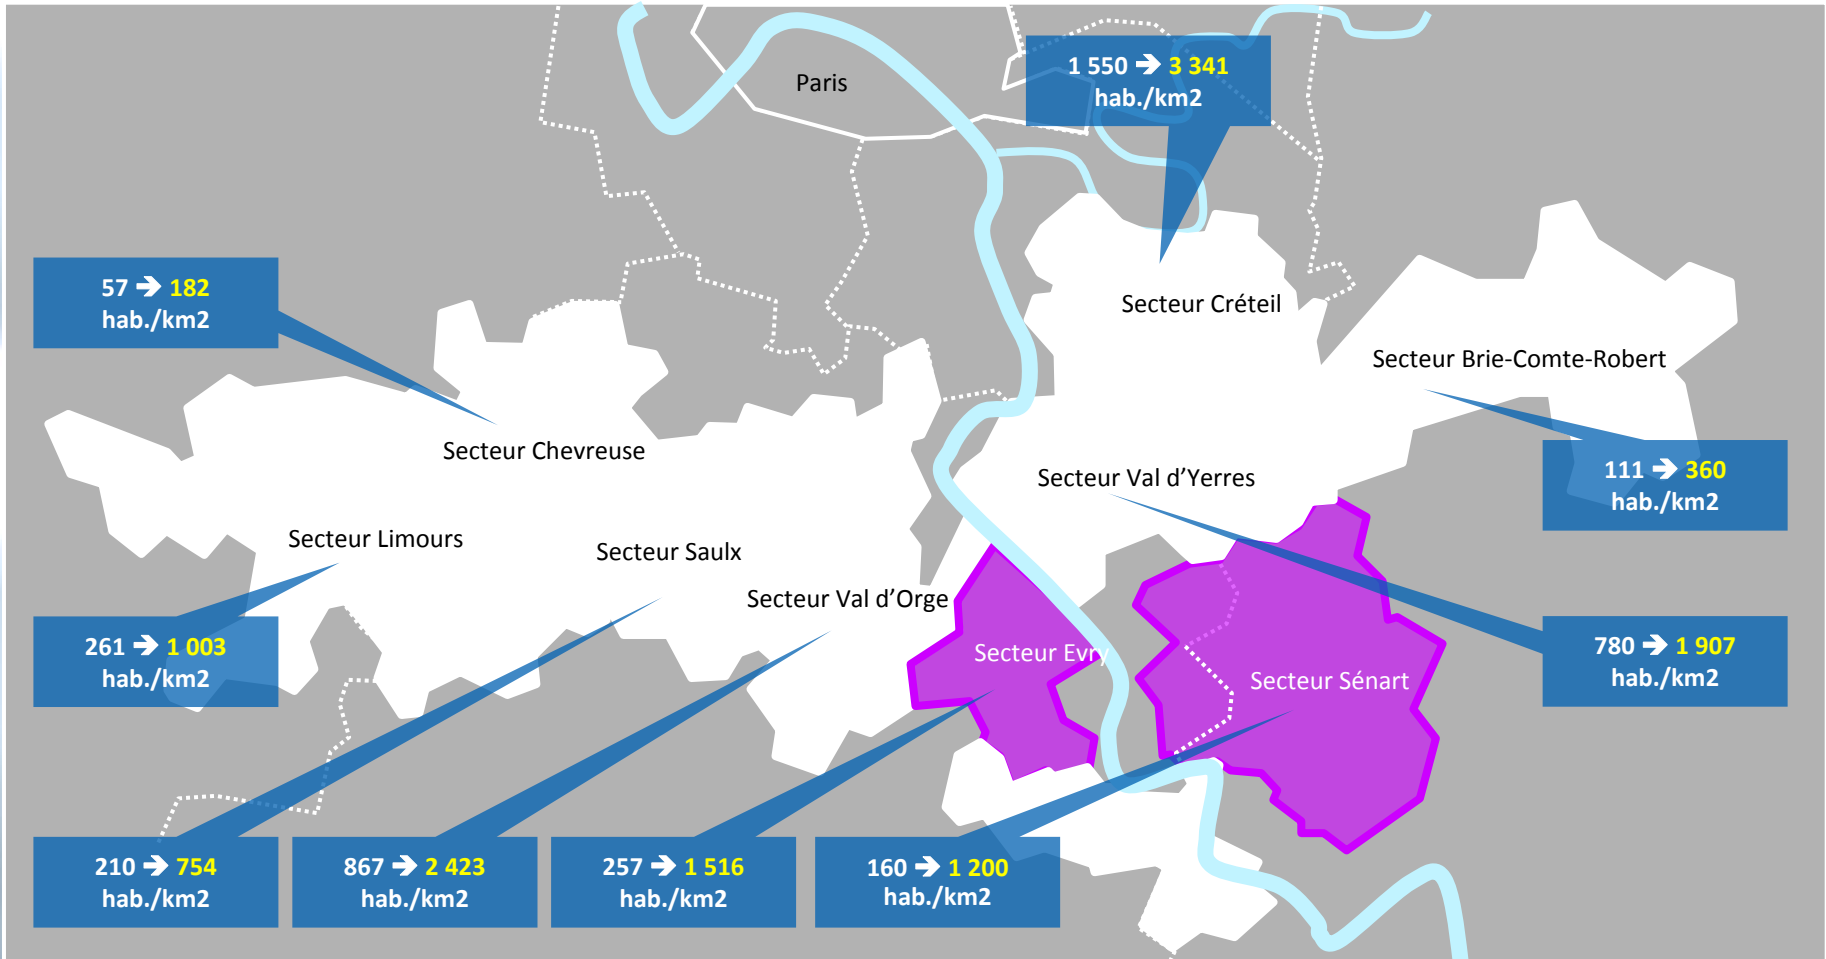 Paris
1 550 ➔ 3 341
hab./km2
57 ➔ 182
hab./km2
Secteur Créteil
Secteur Brie-Comte-Robert
Secteur Chevreuse
Secteur Val d'Yerres
111 ➔ 360
hab./km2
Secteur Limours
Secteur Saulx
Secteur Val d'Orge
261 ➔ 1 003
hab./km2
Secteur Evry
Secteur Sénart
780 ➔ 1 907
hab./km2
210 ➔ 754
hab./km2
867 ➔ 2 423
hab./km2
257 ➔ 1 516
hab./km2
160 ➔ 1 200
hab./km2